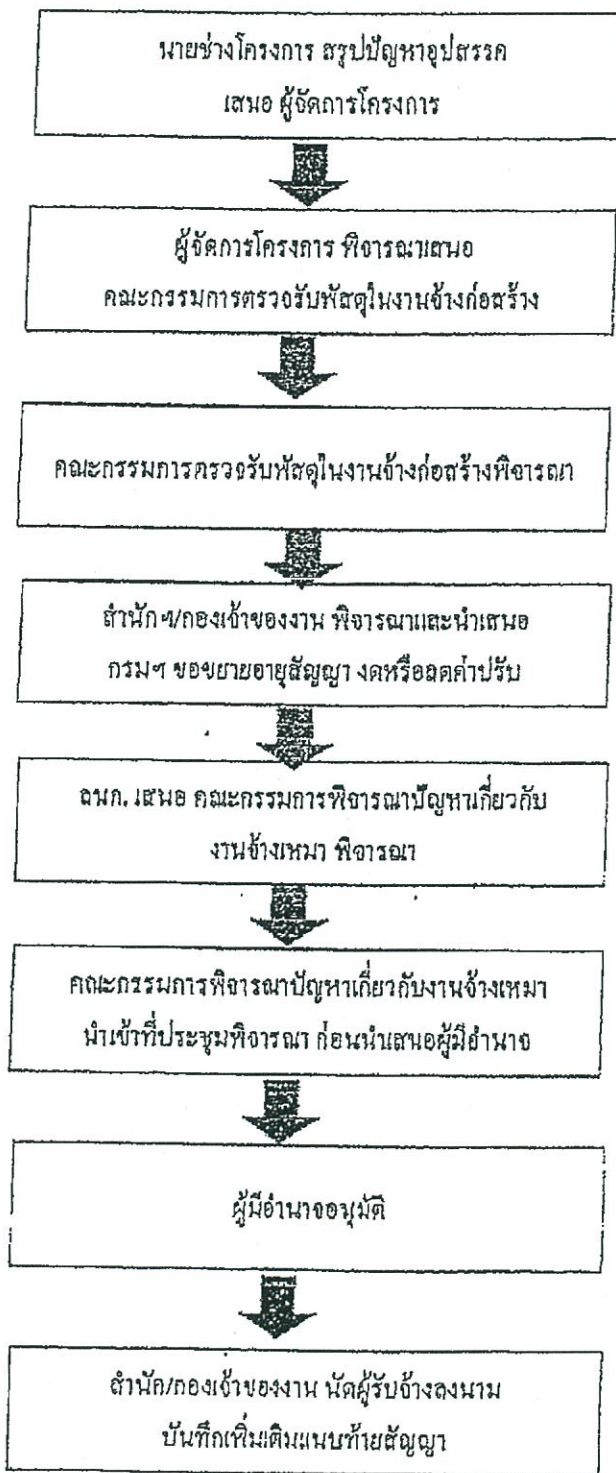 นายช่างโครงการ สรุปปัญหาอุปสรรค
เสนอ ผู้จัดการโครงการ
ผู้จัดการโครงการ พิจารณาเสนอ
คณะกรรมการตรวจรับพัสดุในงานจ้างก่อสร้าง
คณะกรรมการตรวจรับพัสดุในงานจ้างก่อสร้างพิจารณา
สำนักฯ/กองเจ้าของงาน พิจารณาและนำเสนอ
กรมฯ ขอขยายอายุสัญญา งดหรือลดค่าปรับ
เสนอ คณะกรรมการพิจารณาปัญหาเกี่ยวกับ
งานจ้างเหมา พิจารณา
คณะกรรมการพิจารณาปัญหาเกี่ยวกับงานจ้างเหมา
นำเข้าที่ประชุมพิจารณา ก่อนนำเสนอผู้มีอำนาจ
ผู้มีอำนาจอนุมัติ
สำนัก/กองเจ้าของงาน นัดผู้รับจ้างลงนาม
บันทึกเพิ่มเติมแนบท้ายสัญญา